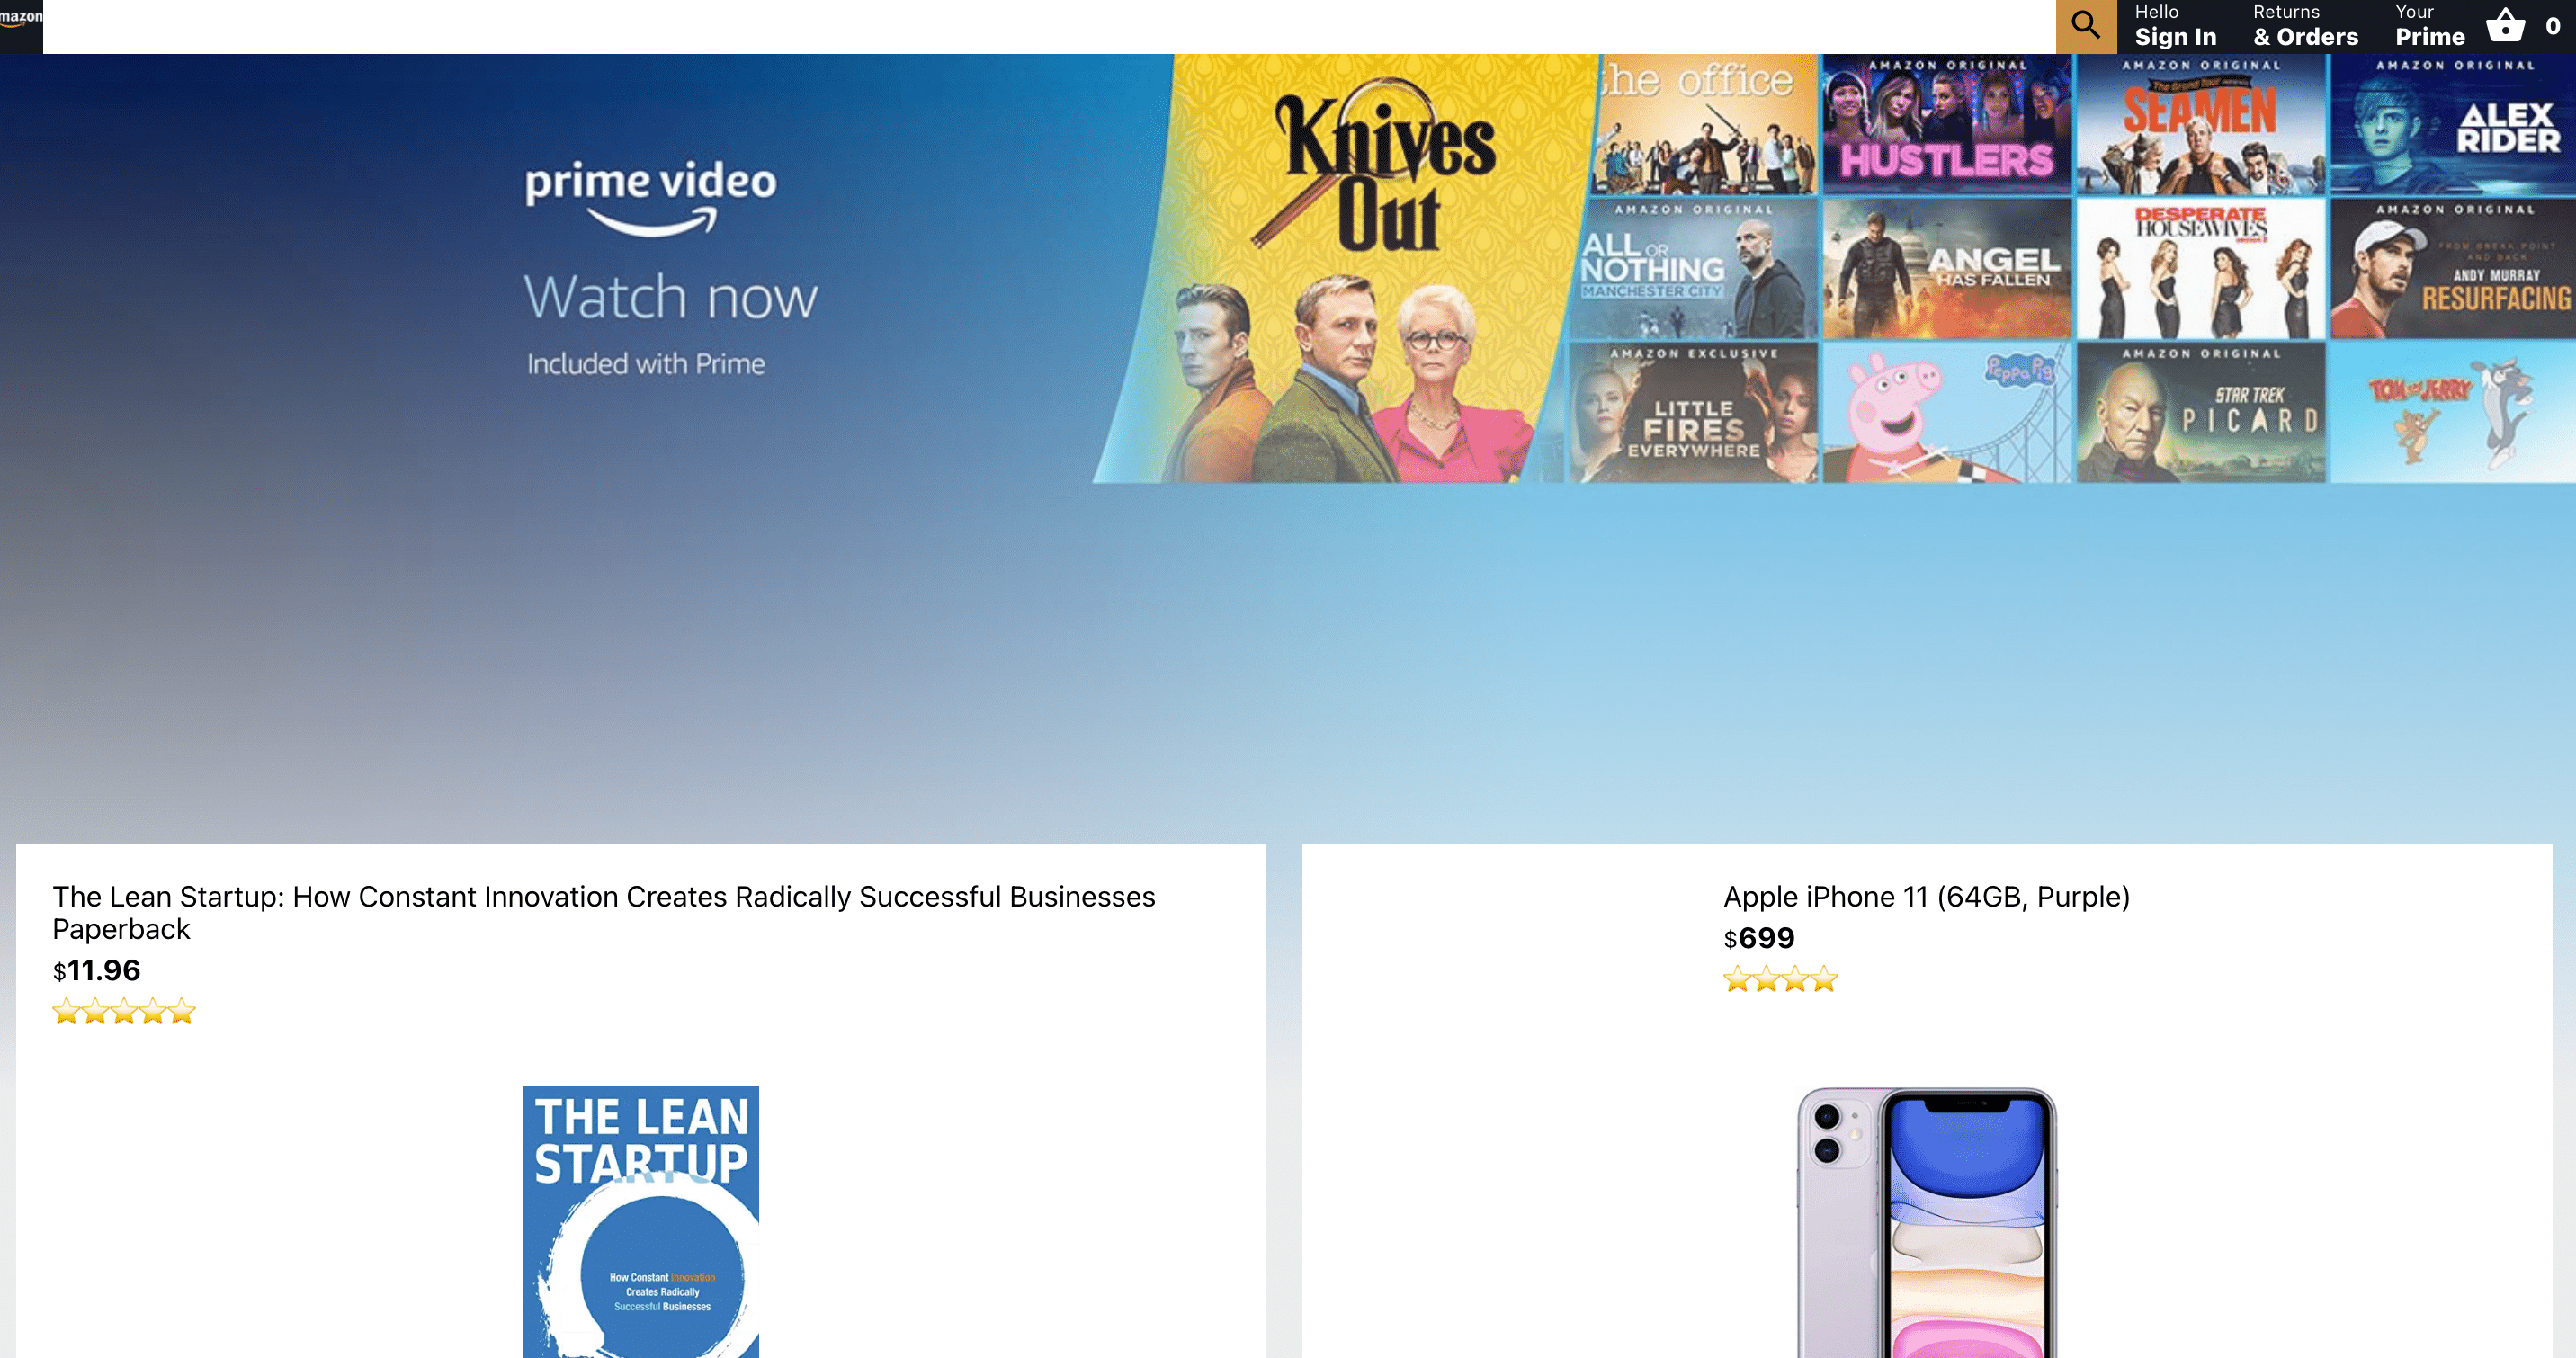 mazon
Hello
Sign In
Returns
& Orders
Your
Prime
0
prime video
Watch now
Included with Prime
Knives
Out
the office
AMAZON ORIGINAL
HUSTLERS
AMAZON ORIGINAL
The Grand Tour
SEAMEN
AMAZON ORIGINAL
ALEX
RIDER
AMAZON ORIGINAL
ALL OR
NOTHING
MANCHESTER CITY
ANGEL
HAS FALLEN
DESPERATE
HOUSEWIVES
AMAZON ORIGINAL
FROM BREAK POINT
AND BACK
ANDY MURRAY
RESURFACING
AMAZON EXCLUSIVE
LITTLE
FIRES
EVERYWHERE
Peppa Pig
AMAZON ORIGINAL
STAR TREK
PICARD
TOM and JERRY
The Lean Startup: How Constant Innovation Creates Radically Successful Businesses
Paperback
$11.96
THE LEAN
STARTUP
How Constant Innovation
Creates Radically
Successful Businesses
Apple iPhone 11 (64GB, Purple)
$699